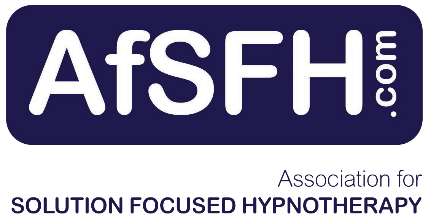 AfSFH.com
Association for
SOLUTION FOCUSED HYPNOTHERAPY